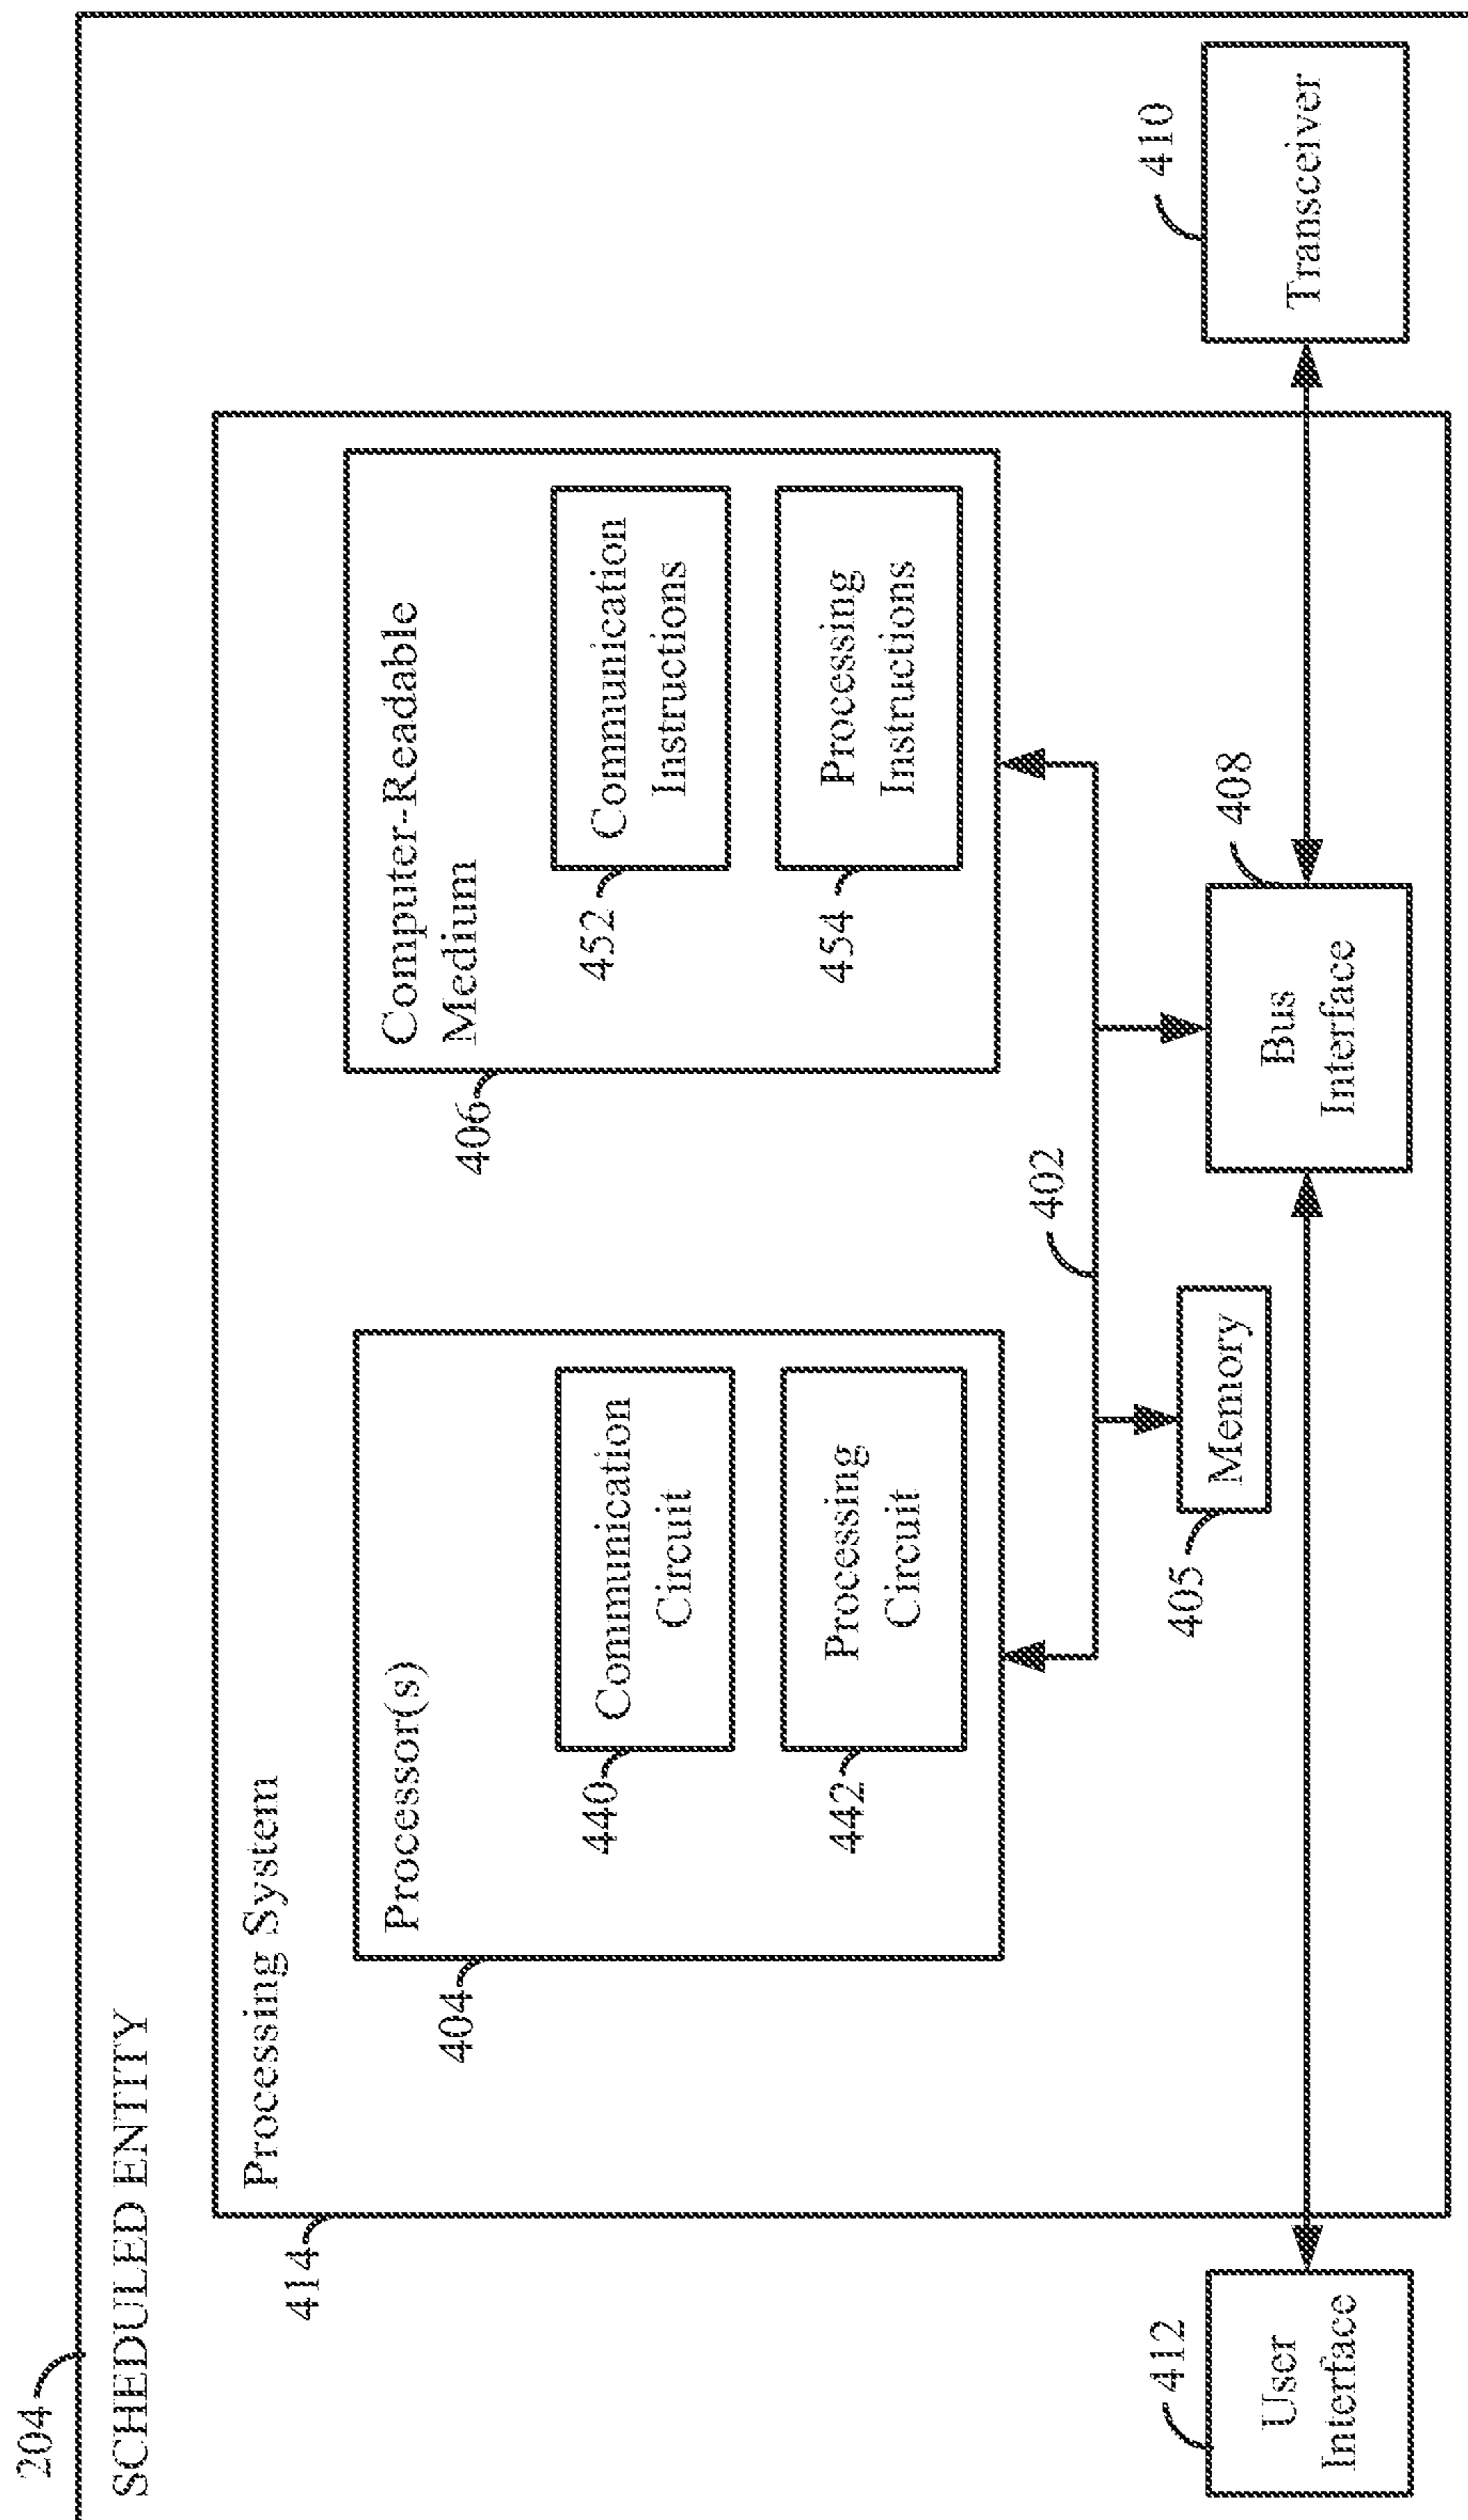 204
SCHEDULED ENTITY
414
Processing System
404
Processor(s)
440
Communication
Circuit
442
Processing
Circuit
406
Computer-Readable
Medium
452
Communication
Instructions
454
Processing
Instructions
402
405
Memory
408
Bus
Interface
412
User
Interface
410
Transceiver